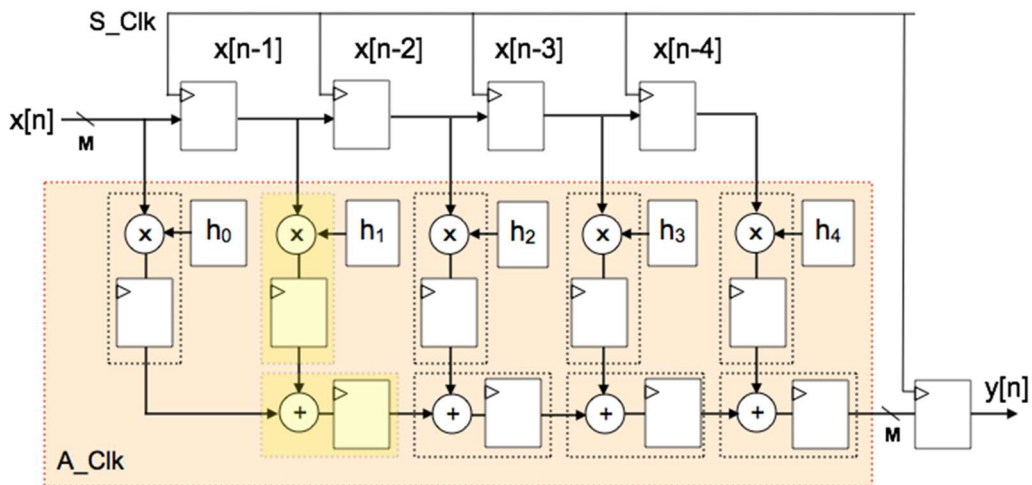 S_Clk
x[n-1] x[n-2] x[n-3] x[n-4]
x[n]
M
x h₀ x h₁ x h₂ x h₃ x h₄
+ + + +
y[n]
M
A_Clk